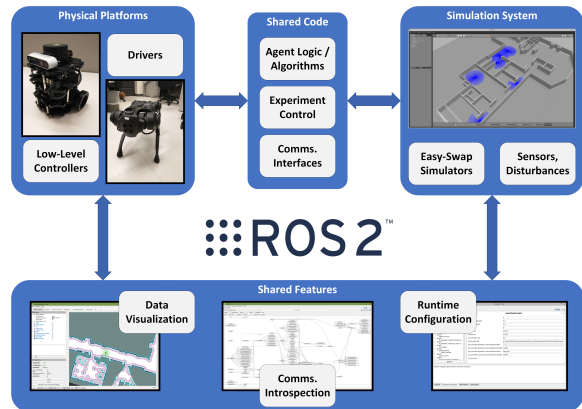 Physical Platforms
Drivers
Low-Level
Controllers
Shared Code
Agent Logic /
Algorithms
Experiment
Control
Comms.
Interfaces
Simulation System
Easy-Swap
Simulators
Sensors,
Disturbances
ROS 2™
Shared Features
Data
Visualization
Comms.
Introspection
Runtime
Configuration